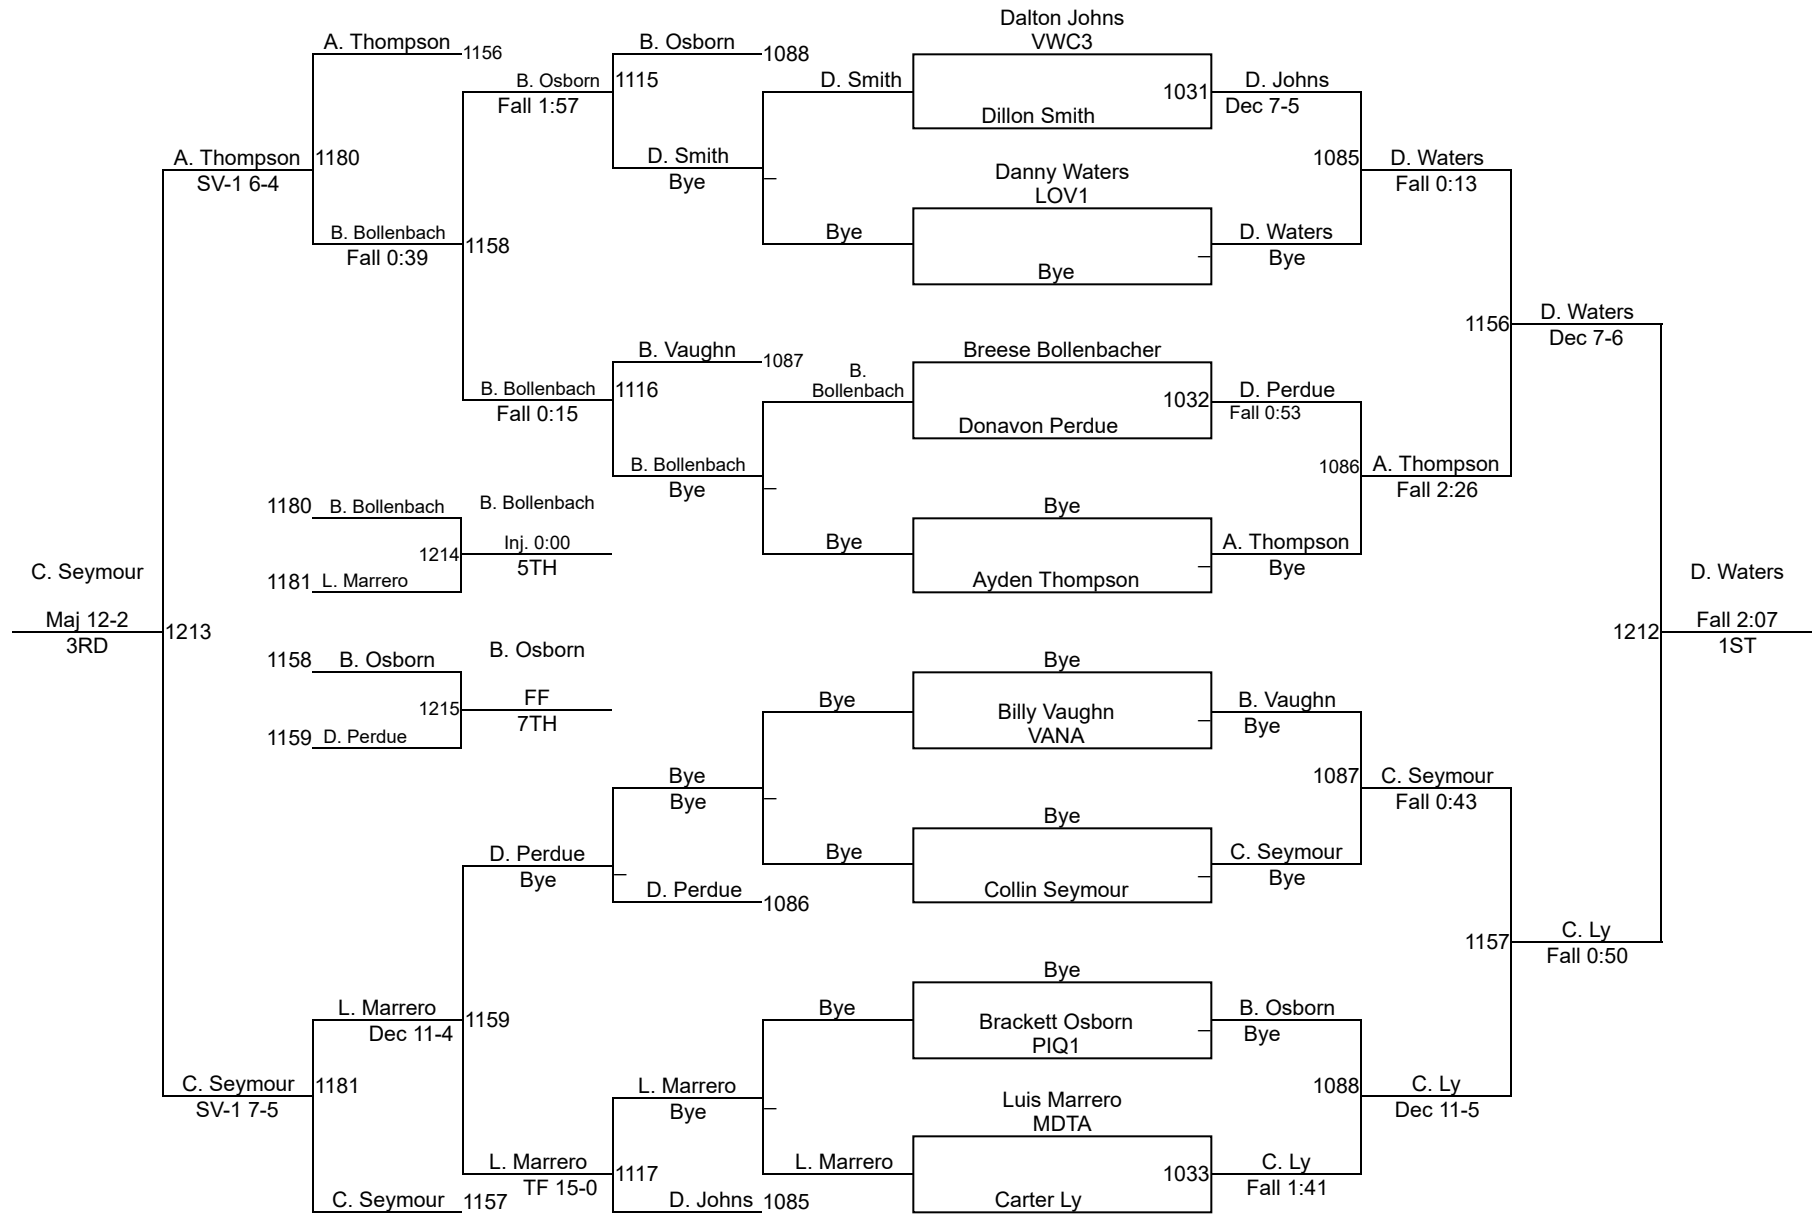 Dalton Johns
VWC3
A. Thompson
1156
B. Osborn
1088
B. Osborn
Fall 1:57
1115
D. Smith
1031
Dillon Smith
D. Johns
Dec 7-5
A. Thompson
SV-1 6-4
1180
D. Smith
Bye
Danny Waters
LOV1
1085
D. Waters
Fall 0:13
B. Bollenbach
Fall 0:39
1158
Bye
Bye
D. Waters
Bye
1156
D. Waters
Dec 7-6
B. Vaughn
1087
B. Bollenbach
Fall 0:15
1116
B.
Bollenbach
Breese Bollenbacher
1032
Donavon Perdue
D. Perdue
Fall 0:53
B. Bollenbach
Bye
1086
A. Thompson
Fall 2:26
1180
B. Bollenbach
B. Bollenbach
1214
Inj. 0:00
5TH
1181
L. Marrero
Bye
Bye
Ayden Thompson
A. Thompson
Bye
C. Seymour
Maj 12-2
3RD
1213
D. Waters
1212
Fall 2:07
1ST
1158
B. Osborn
B. Osborn
1215
FF
7TH
1159
D. Perdue
Bye
Bye
Billy Vaughn
VANA
B. Vaughn
Bye
Bye
Bye
1087
C. Seymour
Fall 0:43
D. Perdue
Bye
D. Perdue
1086
Bye
Bye
Collin Seymour
C. Seymour
Bye
1157
C. Ly
Fall 0:50
L. Marrero
Dec 11-4
1159
Bye
Bye
Brackett Osborn
PIQ1
B. Osborn
Bye
C. Seymour
SV-1 7-5
1181
L. Marrero
Bye
Luis Marrero
MDTA
1088
C. Ly
Dec 11-5
L. Marrero
TF 15-0
1117
L. Marrero
1033
Carter Ly
C. Ly
Fall 1:41
C. Seymour
1157
D. Johns
1085